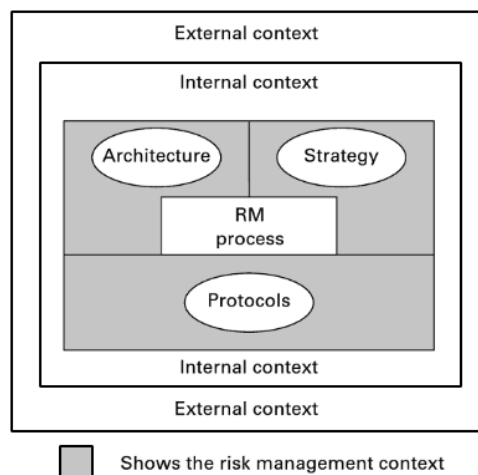 External context
Internal context
Architecture
Strategy
RM
process
Protocols
Internal context
External context
Shows the risk management context